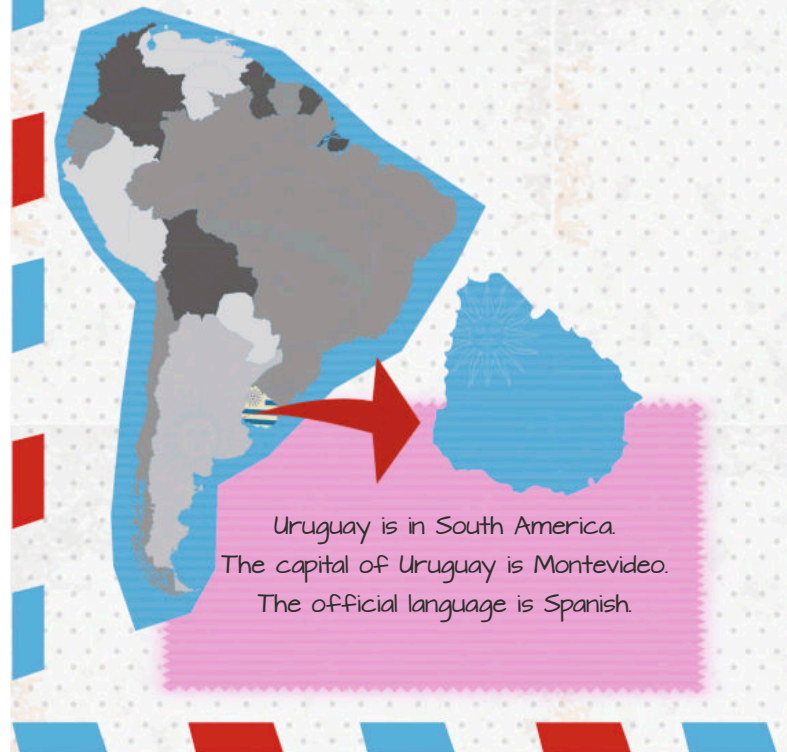 Uruguay is in South America.
The capital of Uruguay is Montevideo.
The official language is Spanish.